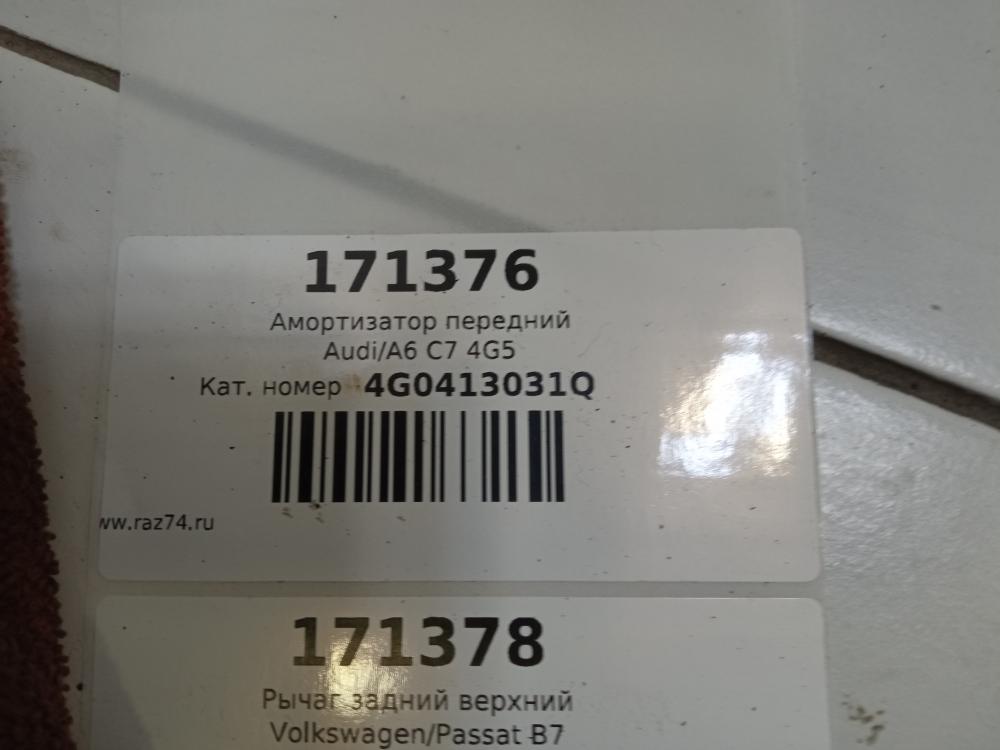 171376
Амортизатор передний
Audi/A6 C7 4G5
Кат. номер 4G0413031Q
ww.raz74.ru
171378
Рычаг задний верхний
Volkswagen/Passat B7